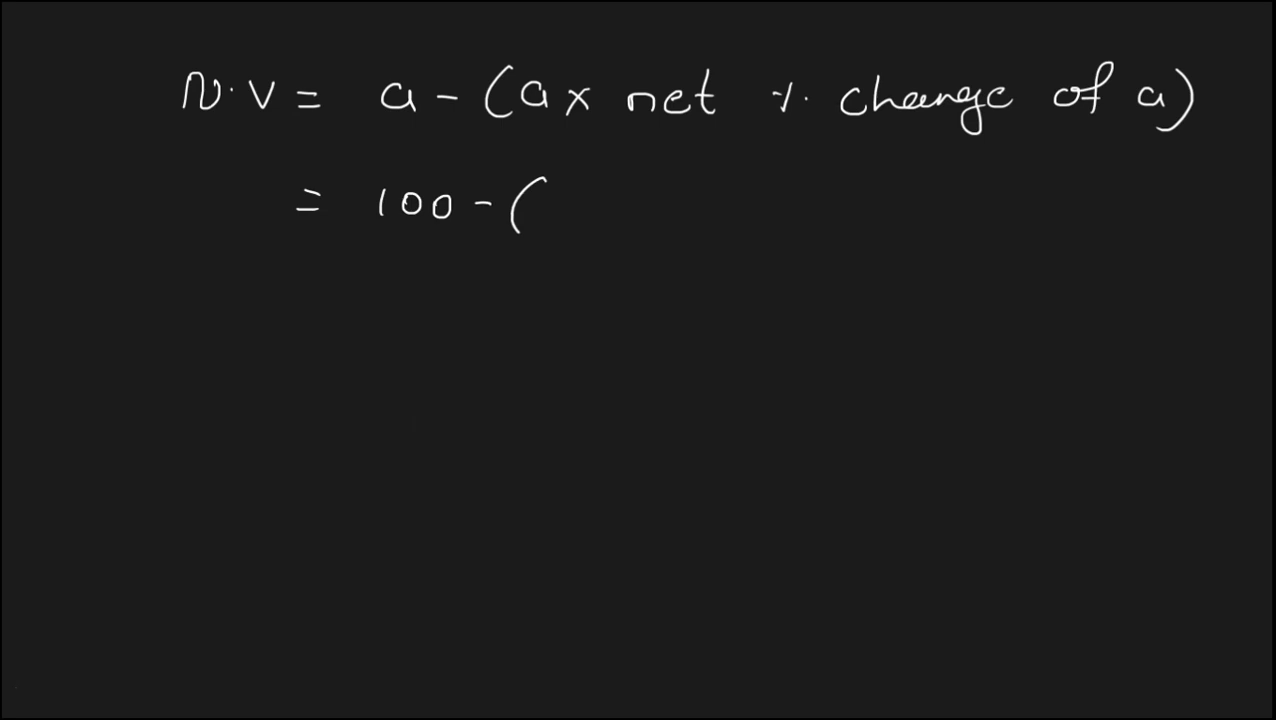 N.V = a - (a x net % change of a)
= 100 - (